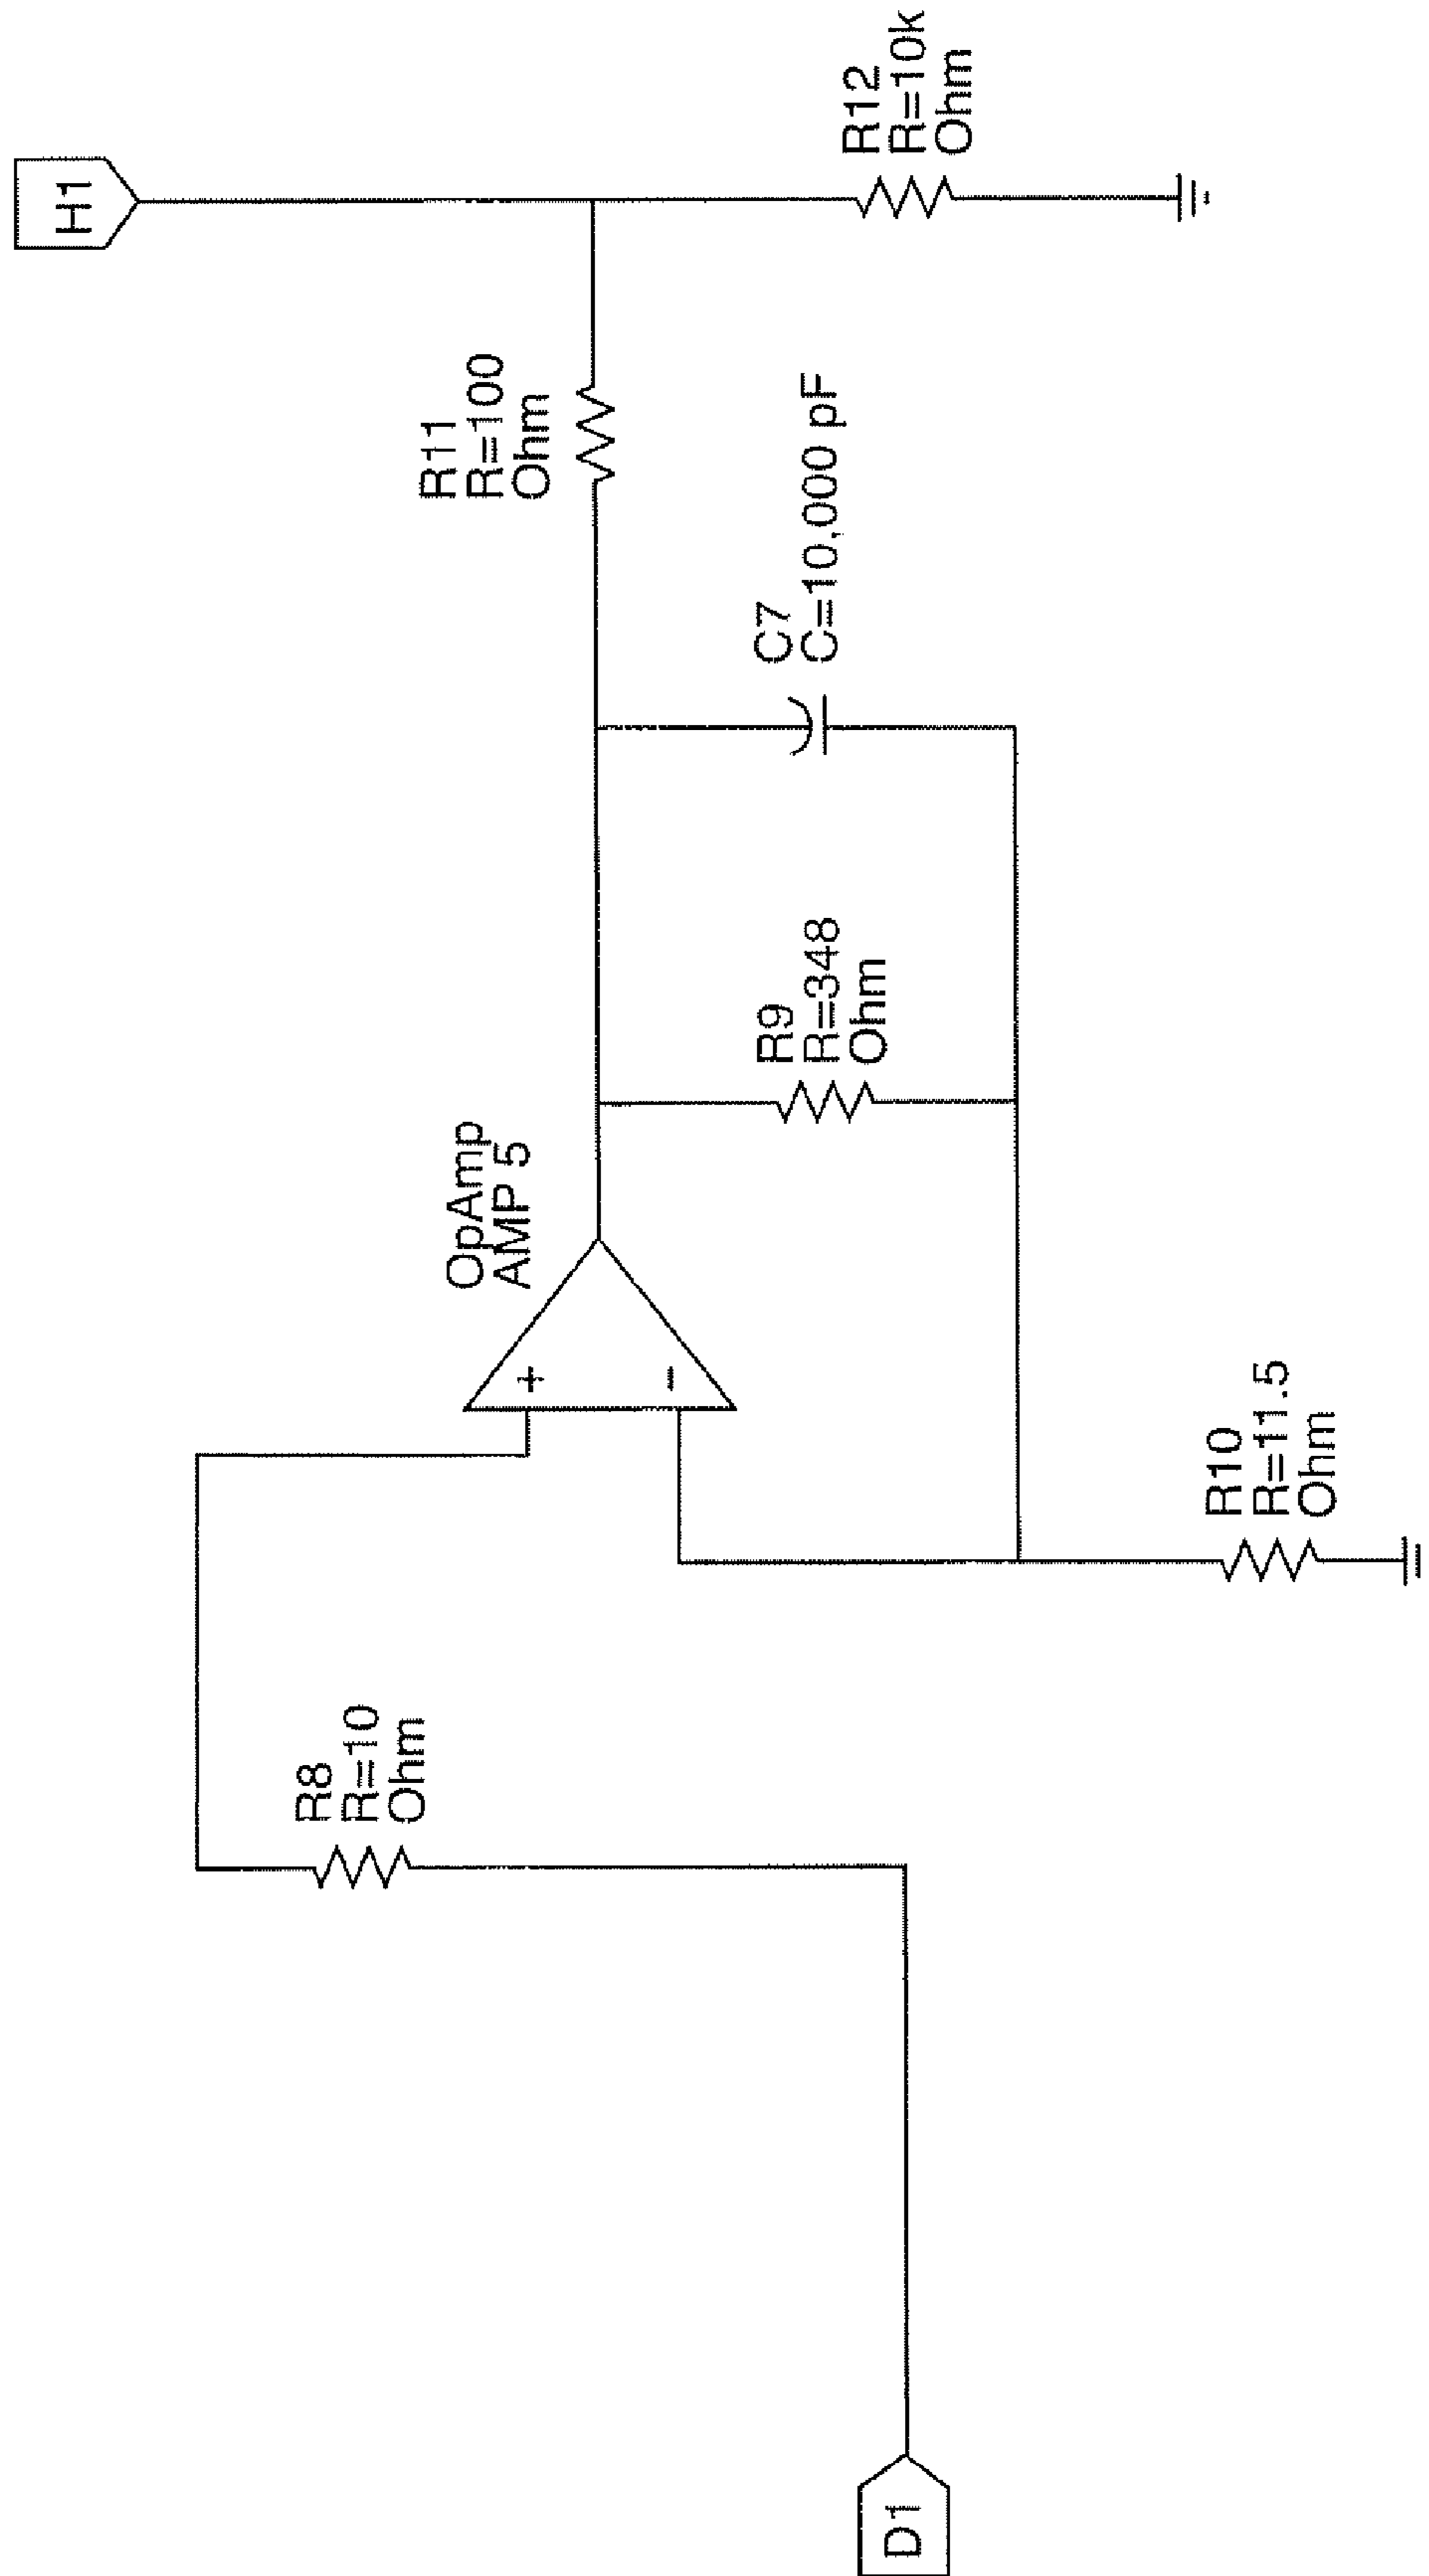 D1
R8
R=10
Ohm
R10
R=11.5
Ohm
OpAmp
AMP 5
+
-
R9
R=348
Ohm
C7
C=10,000 pF
R11
R=100
Ohm
H1
R12
R=10k
Ohm